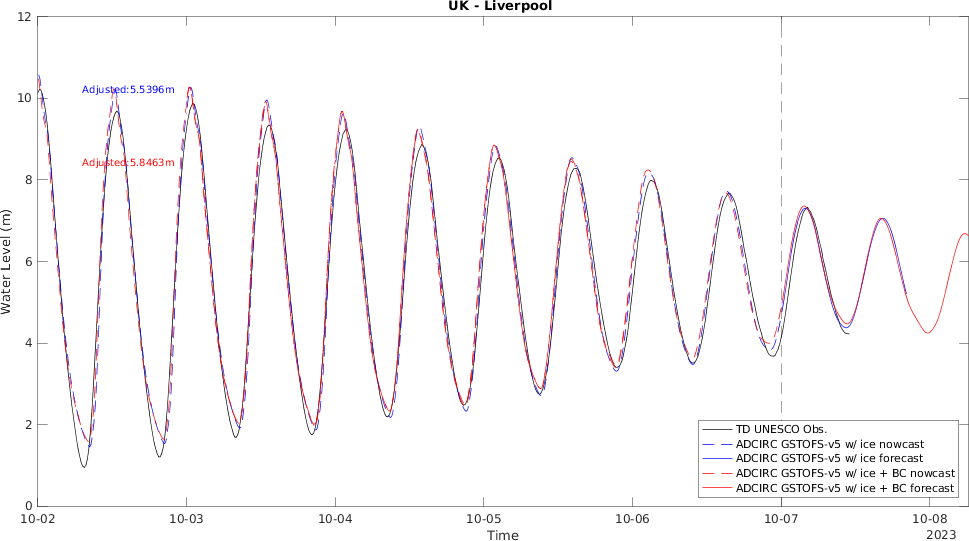 UK - Liverpool
12
10
8
6
4
2
0
Water Level (m)
Adjusted:5.5396m
Adjusted:5.8463m
TD UNESCO Obs.
ADCIRC GSTOFS-v5 w/ ice nowcast
ADCIRC GSTOFS-v5 w/ ice forecast
ADCIRC GSTOFS-v5 w/ ice + BC nowcast
ADCIRC GSTOFS-v5 w/ ice + BC forecast
10-02 10-03 10-04 10-05 10-06 10-07 10-08
Time
2023